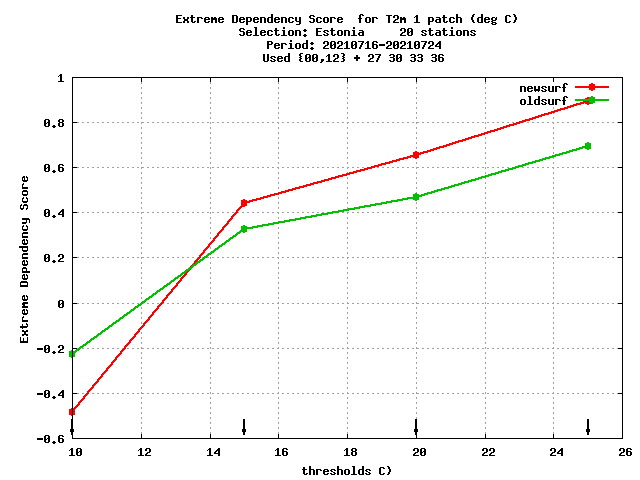 Extreme Dependency Score  for T2m 1 patch (deg C)
Selection: Estonia     20 stations
Period: 20210716-20210724
Used {00,12} + 27 30 33 36
newsurf
oldsurf
Extreme Dependency Score
1
0.8
0.6
0.4
0.2
0
-0.2
-0.4
-0.6
10 12 14 16 18 20 22 24 26
thresholds C)